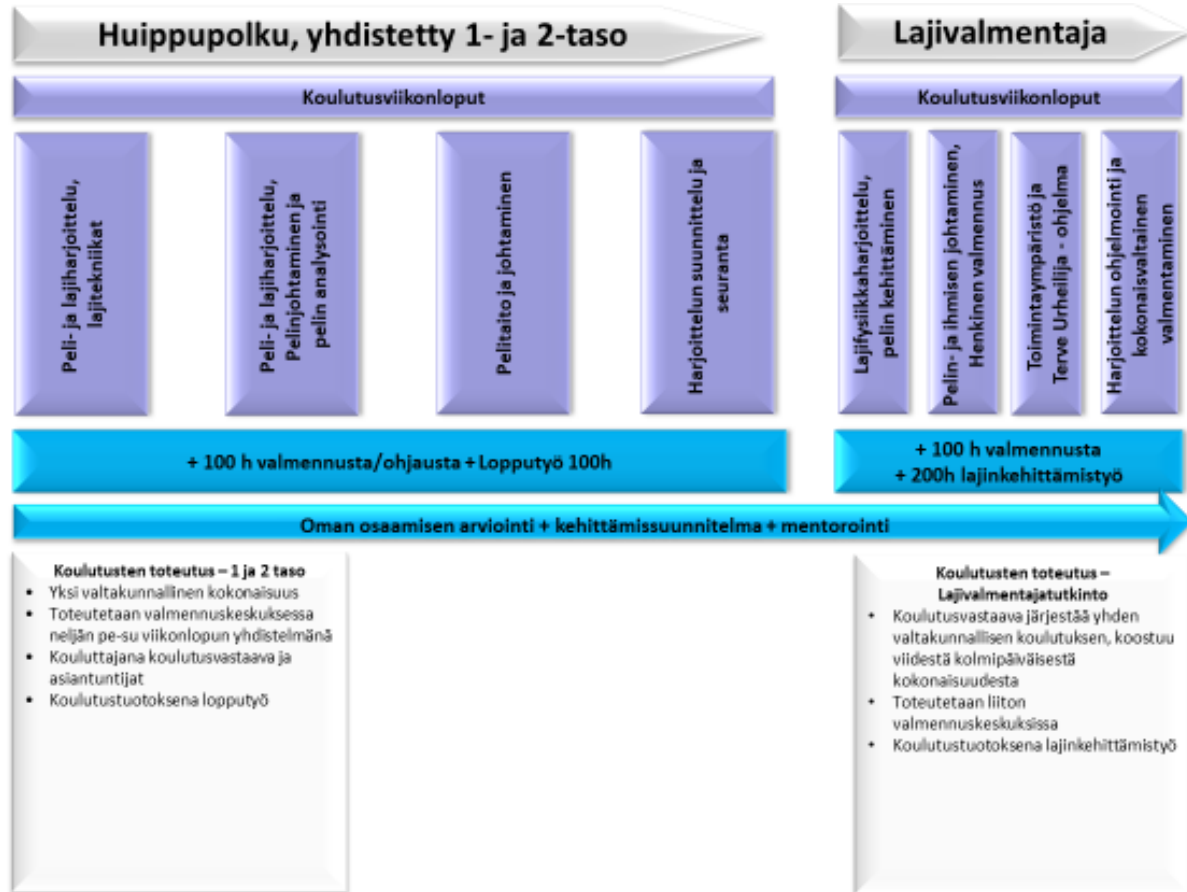 Huippupolku, yhdistetty 1- ja 2-taso
Koulutusviikonloput
Peli- ja lajiharjoittelu,
lajitekniikat
Peli- ja lajiharjoittelu,
Pelinjohtaminen ja
pelin analysointi
Pelitaito ja johtaminen
Harjoittelun suunnittelu ja
seuranta
+ 100 h valmennusta/ohjausta + Lopputyö 100h
Lajivalmentaja
Koulutusviikonloput
Lajifysiikkaharjoittelu,
pelin kehittäminen
Pelin- ja ihmisen johtaminen,
Henkinen valmennus
Toimintaympäristö ja
Terve Urheilija - ohjelma
Harjoittelun ohjelmointi ja
kokonaisvaltainen
valmentaminen
+ 100 h valmennusta
+ 200h lajinkehittämistyö
Oman osaamisen arviointi + kehittämissuunnitelma + mentorointi
Koulutusten toteutus – 1 ja 2 taso
• Yksi valtakunnallinen kokonaisuus
• Toteutetaan valmennuskeskuksessa
neljän pe-su viikonlopun yhdistelmänä
• Kouluttajana koulutusvastaava ja
asiantuntijat
• Koulutustuotoksena lopputyö
Koulutusten toteutus –
Lajivalmentajatutkinto
• Koulutusvastaava järjestää yhden
valtakunnallisen koulutuksen, koostuu
viidestä kolmipäiväisestä
kokonaisuudesta
• Toteutetaan liiton
valmennuskeskuksissa
• Koulutustuotoksena lajinkehittämistyö